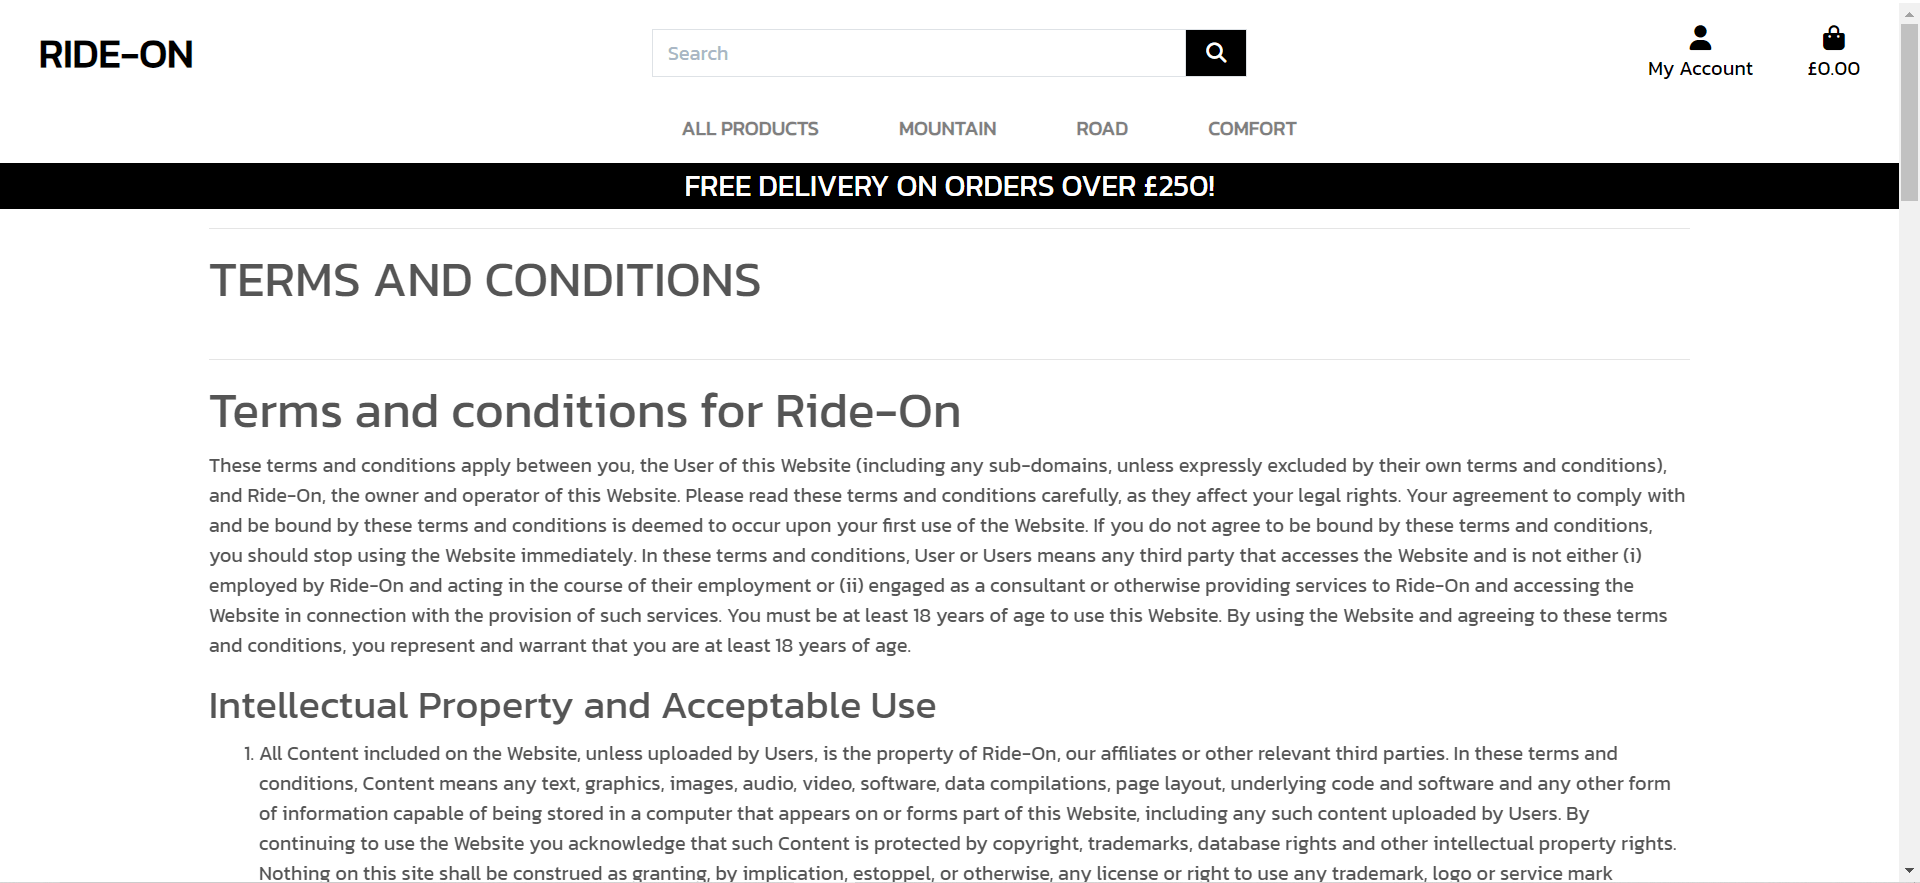 RIDE-ON
Search
My Account
£0.00
ALL PRODUCTS
MOUNTAIN
ROAD
COMFORT
FREE DELIVERY ON ORDERS OVER £250!
TERMS AND CONDITIONS
Terms and conditions for Ride-On
These terms and conditions apply between you, the User of this Website (including any sub-domains, unless expressly excluded by their own terms and conditions),
and Ride-On, the owner and operator of this Website. Please read these terms and conditions carefully, as they affect your legal rights. Your agreement to comply with
and be bound by these terms and conditions is deemed to occur upon your first use of the Website. If you do not agree to be bound by these terms and conditions,
you should stop using the Website immediately. In these terms and conditions, User or Users means any third party that accesses the Website and is not either (i)
employed by Ride-On and acting in the course of their employment or (ii) engaged as a consultant or otherwise providing services to Ride-On and accessing the
Website in connection with the provision of such services. You must be at least 18 years of age to use this Website. By using the Website and agreeing to these terms
and conditions, you represent and warrant that you are at least 18 years of age.
Intellectual Property and Acceptable Use
1. All Content included on the Website, unless uploaded by Users, is the property of Ride-On, our affiliates or other relevant third parties. In these terms and
conditions, Content means any text, graphics, images, audio, video, software, data compilations, page layout, underlying code and software and any other form
of information capable of being stored in a computer that appears on or forms part of this Website, including any such content uploaded by Users. By
continuing to use the Website you acknowledge that such Content is protected by copyright, trademarks, database rights and other intellectual property rights.
Nothing on this site shall be construed as granting, by implication, estoppel, or otherwise, any license or right to use any trademark, logo or service mark